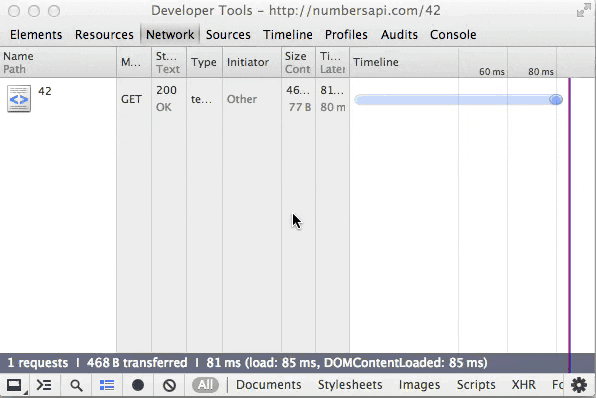 Developer Tools - http://numbersapi.com/42
Elements Resources Network Sources Timeline Profiles Audits Console
Name M... St... Type Initiator Size Ti... Timeline
Path Text Cont Later 60 ms 80 ms
42 GET 200 te... Other 46... 81...
OK 77 B 80 m
1 requests | 468 B transferred | 81 ms (load: 85 ms, DOMContentLoaded: 85 ms)
All Documents Stylesheets Images Scripts XHR Fo